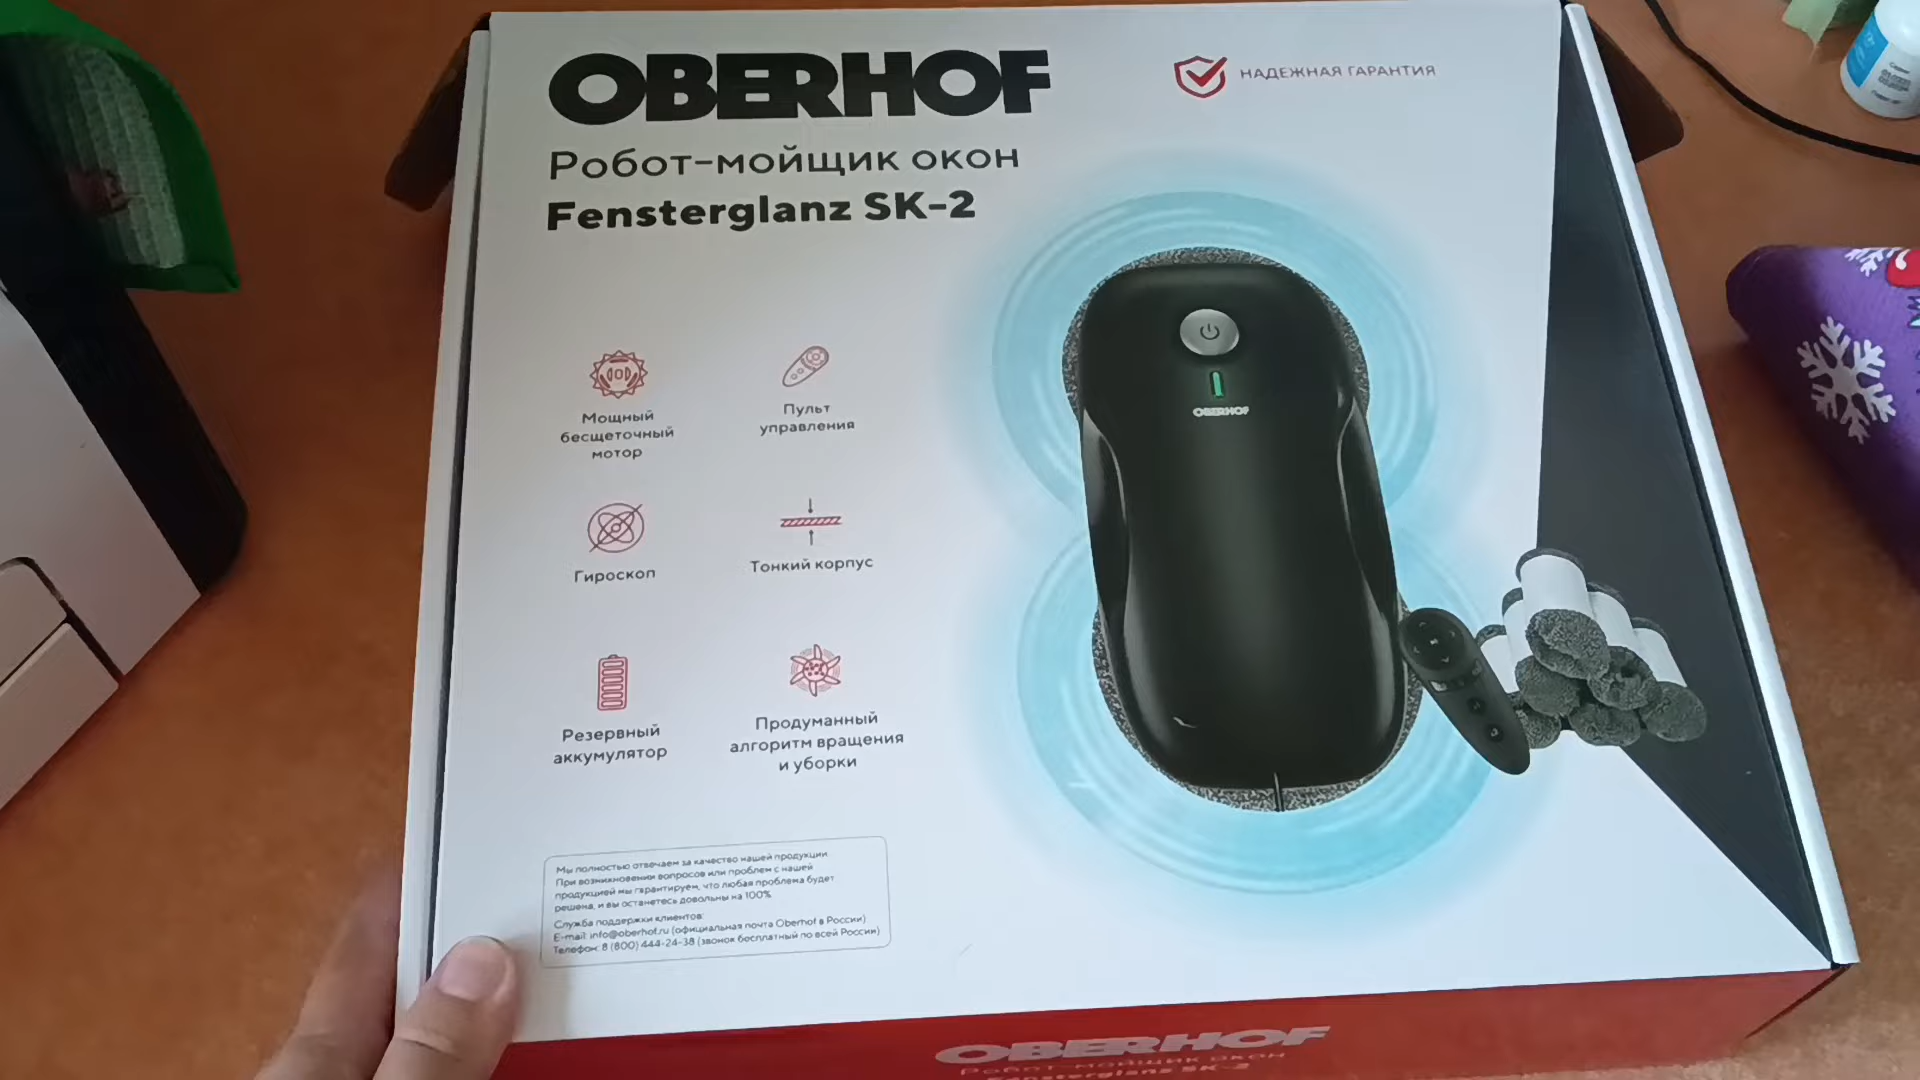 OBERHOF
НАДЕЖНАЯ ГАРАНТИЯ
Робот-мойщик окон
Fensterglanz SK-2
OBERHOF
Мощный
бесщеточный
мотор
Пульт
управления
Гироскоп
Тонкий корпус
Резервный
аккумулятор
Продуманный
алгоритм вращения
и уборки
Мы полностью отвечаем за качество нашей продукции.
При возникновении вопросов или проблем с нашей
продукцией мы гарантируем, что любая проблема будет
решена, и вы останетесь довольны на 100%
Служба поддержки клиентов:
E-mail: info@oberhof.ru (официальная почта Oberhof в России)
Телефон: 8 (800) 444-24-38 (звонок бесплатный по всей России)
OBERHOF
Робот-мойщик окон
Fensterglanz SK-2